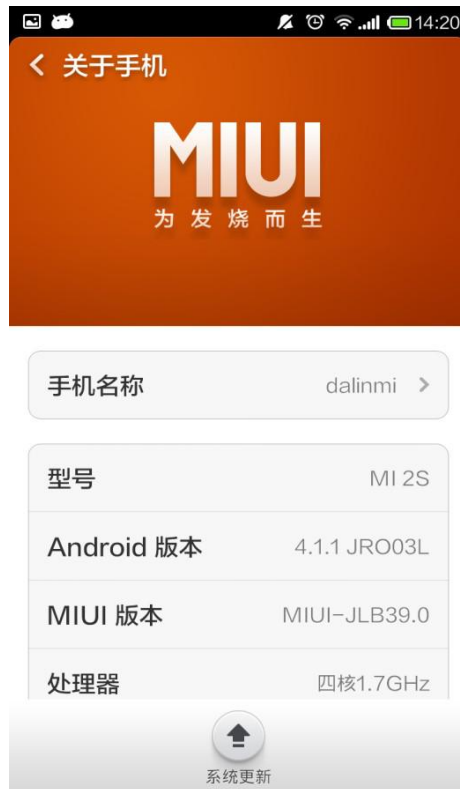 14:20
关于手机
MIUI
为发烧而生
手机名称 dalinmi
型号 MI 2S
Android 版本 4.1.1 JRO03L
MIUI 版本 MIUI-JLB39.0
处理器 四核1.7GHz
系统更新